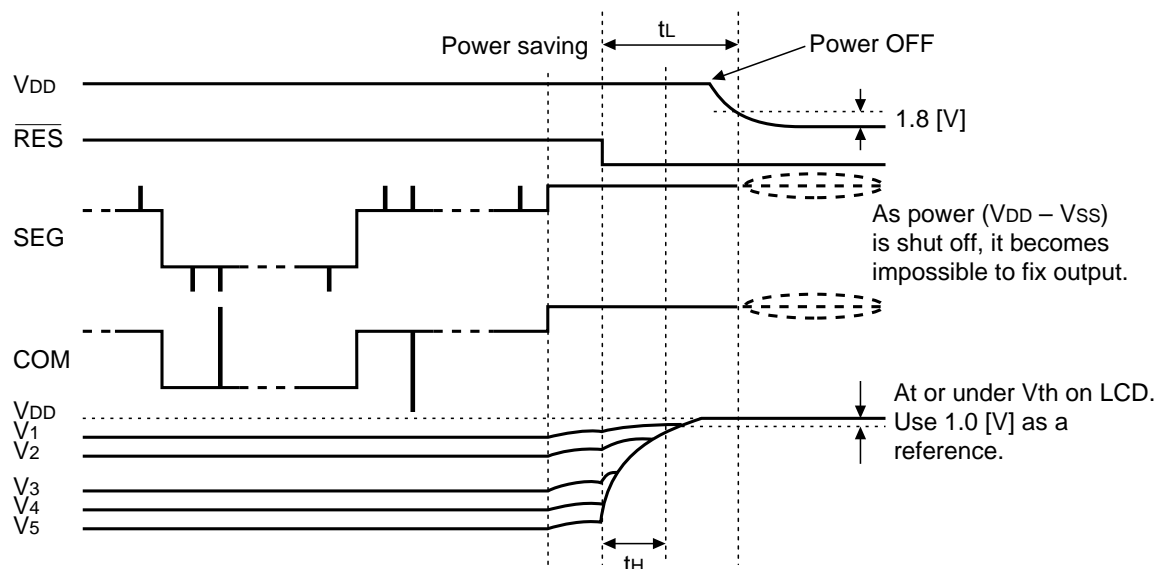 tL
Power saving
Power OFF
VDD
1.8 [V]
RES
SEG
As power (VDD – VSS)
is shut off, it becomes
impossible to fix output.
COM
At or under Vth on LCD.
Use 1.0 [V] as a
reference.
VDD
V1
V2
V3
V4
V5
tH